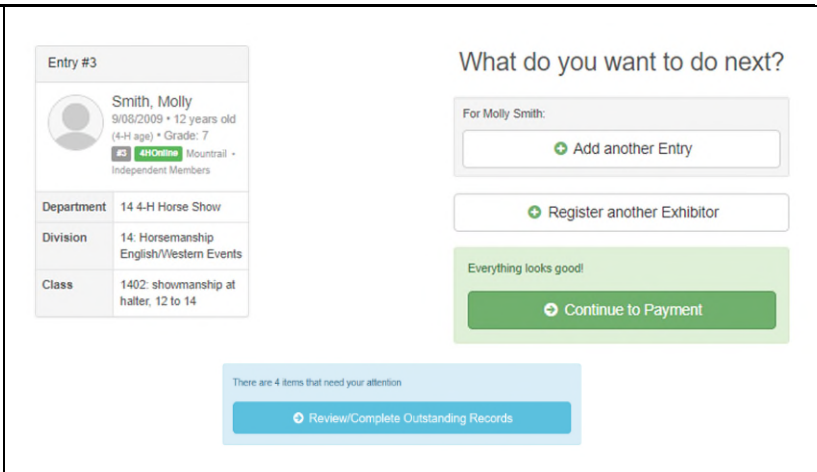 Entry #3
Smith, Molly
9/08/2009 • 12 years old
(4-H age) • Grade: 7
#3 4HOnline Mountrail •
Independent Members
Department 14 4-H Horse Show
Division 14: Horsemanship
English/Western Events
Class 1402: showmanship at
halter, 12 to 14
What do you want to do next?
For Molly Smith:
Add another Entry
Register another Exhibitor
Everything looks good!
Continue to Payment
There are 4 items that need your attention
Review/Complete Outstanding Records